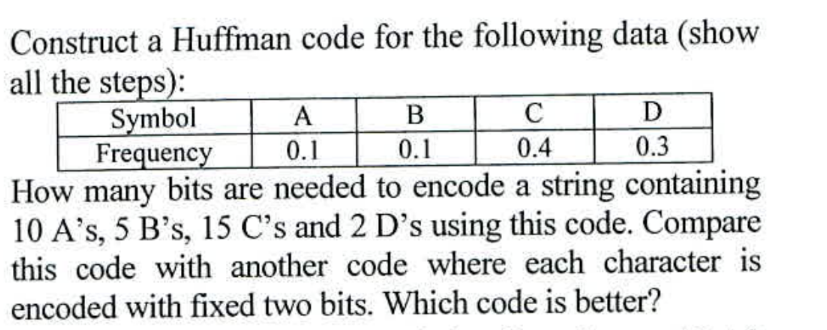 Construct a Huffman code for the following data (show
all the steps):
Symbol A B C D
Frequency 0.1 0.1 0.4 0.3
How many bits are needed to encode a string containing
10 A's, 5 B's, 15 C's and 2 D's using this code. Compare
this code with another code where each character is
encoded with fixed two bits. Which code is better?